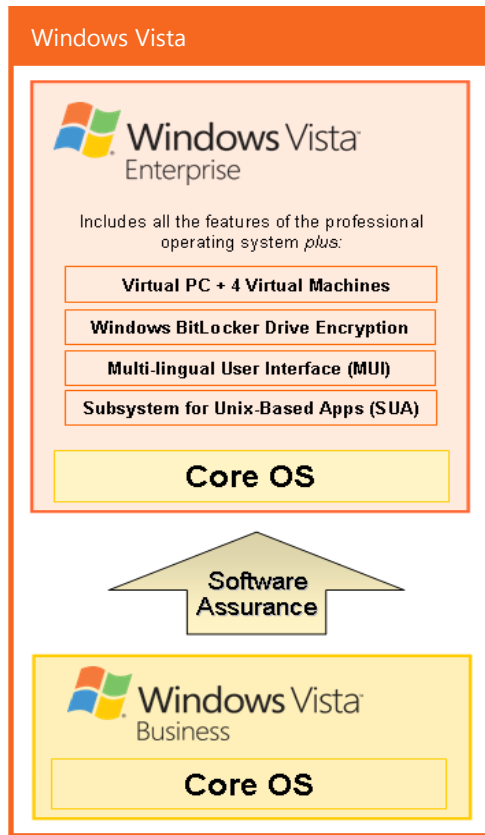 Windows Vista
Windows Vista™
Enterprise
Includes all the features of the professional
operating system plus:
Virtual PC + 4 Virtual Machines
Windows BitLocker Drive Encryption
Multi-lingual User Interface (MUI)
Subsystem for Unix-Based Apps (SUA)
Core OS
Software
Assurance
Windows Vista™
Business
Core OS